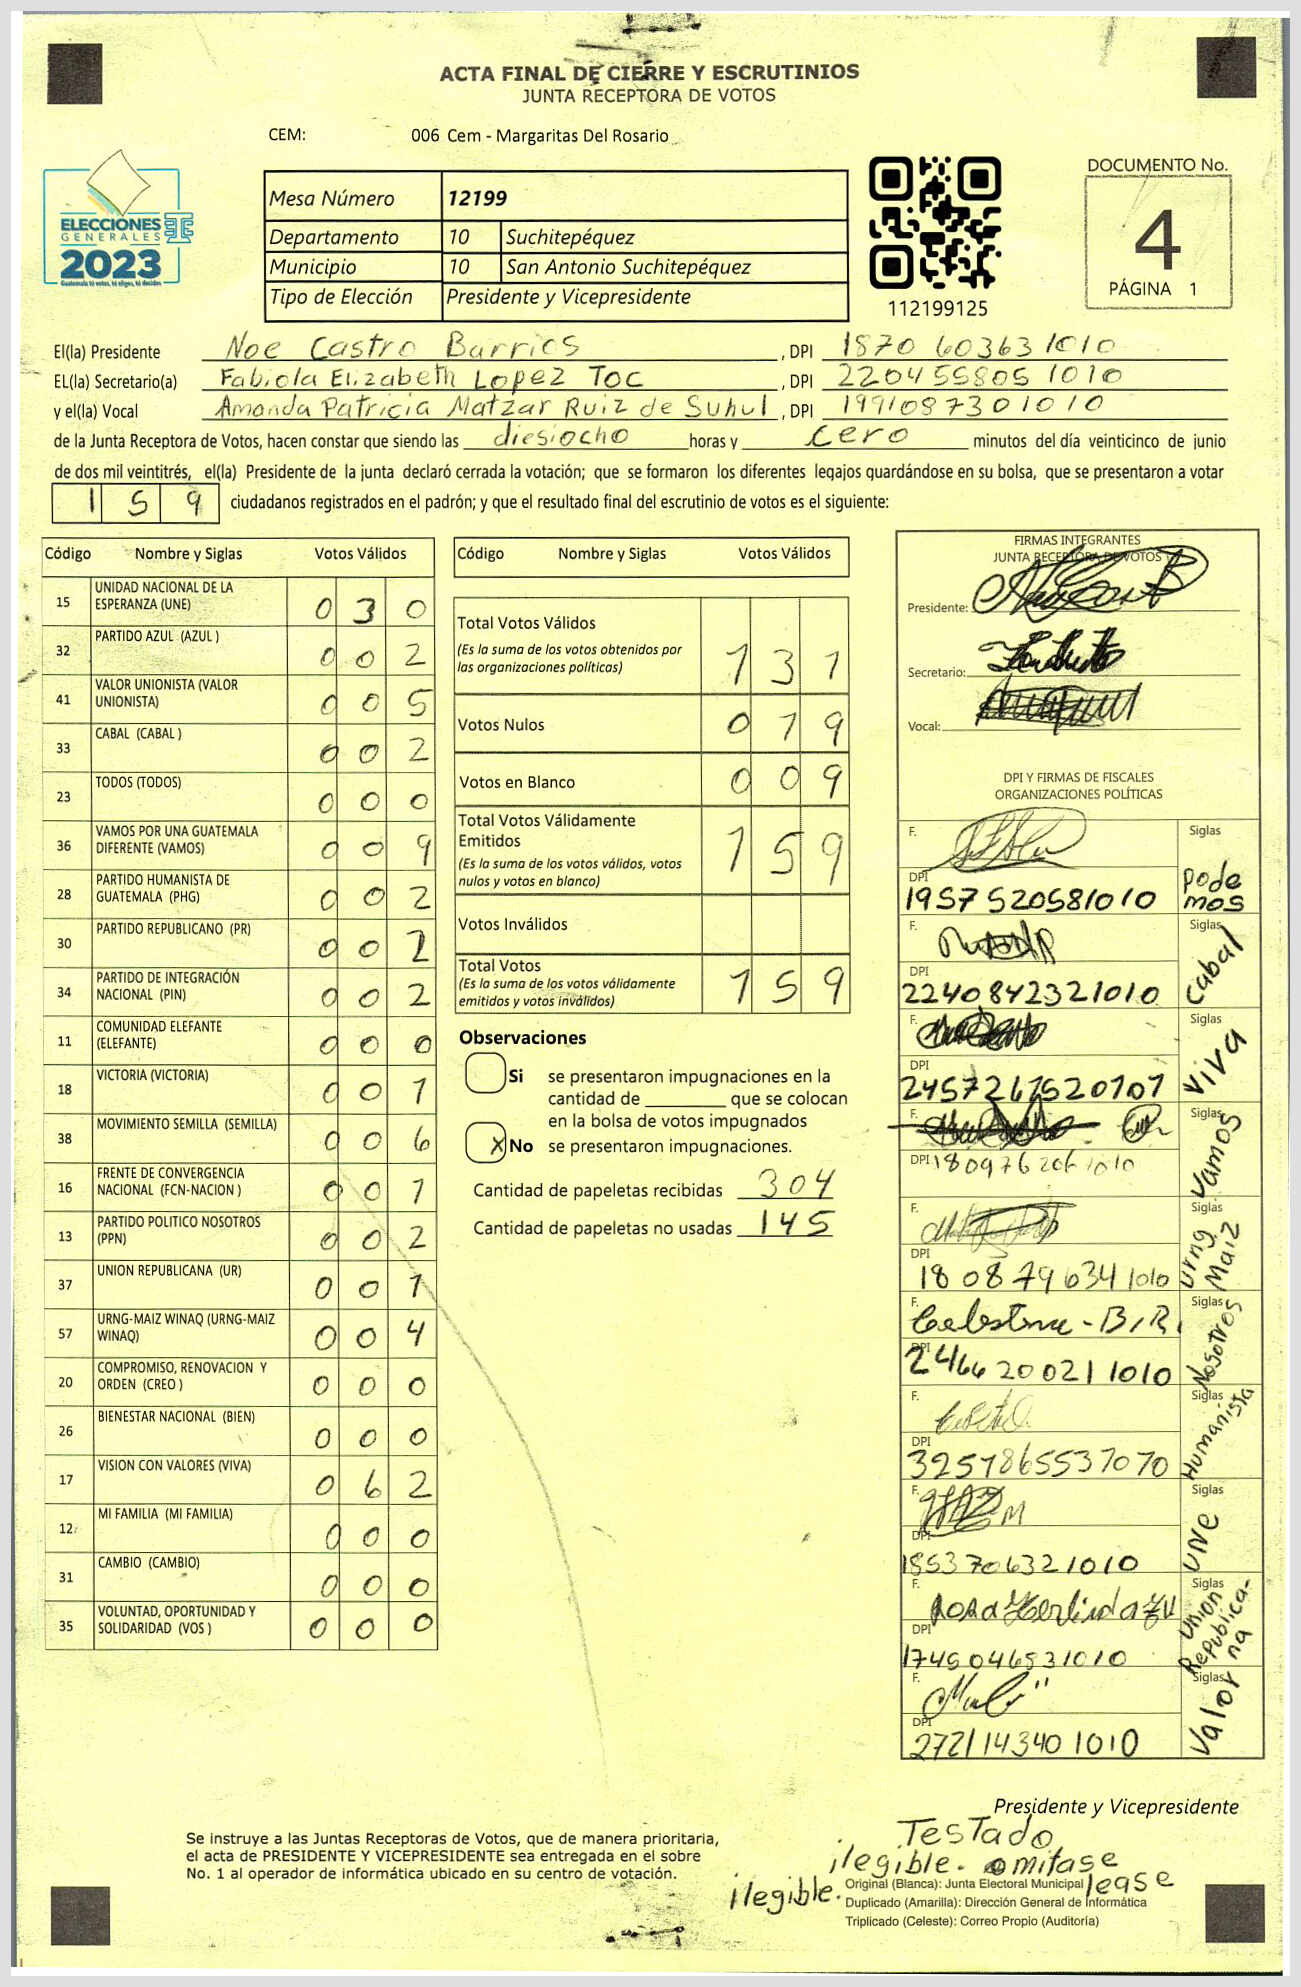 ACTA FINAL DE CIERRE Y ESCRUTINIOS
JUNTA RECEPTORA DE VOTOS
CEM: 006 Cem - Margaritas Del Rosario
ELECCIONES
GENERALES
2023
Guatemala tú votas, tú eliges, tú decides
Mesa Número 12199
Departamento 10 Suchitepéquez
Municipio 10 San Antonio Suchitepéquez
Tipo de Elección Presidente y Vicepresidente
112199125
DOCUMENTO No.
4
PÁGINA 1
El(la) Presidente Noe Castro Barrios , DPI 1870 60363 1010
EL(la) Secretario(a) Fabiola Elizabeth Lopez Toc , DPI 220455805 1010
y el(la) Vocal Amanda Patricia Matzar Ruiz de Suhul , DPI 1991087301010
de la Junta Receptora de Votos, hacen constar que siendo las diesiocho horas y cero minutos del día veinticinco de junio
de dos mil veintitrés, el(la) Presidente de la junta declaró cerrada la votación; que se formaron los diferentes legajos guardándose en su bolsa, que se presentaron a votar
159 ciudadanos registrados en el padrón; y que el resultado final del escrutinio de votos es el siguiente:
Código Nombre y Siglas Votos Válidos
15 UNIDAD NACIONAL DE LA ESPERANZA (UNE) 0 3 0
32 PARTIDO AZUL (AZUL ) 0 0 2
41 VALOR UNIONISTA (VALOR UNIONISTA) 0 0 5
33 CABAL (CABAL ) 0 0 2
23 TODOS (TODOS) 0 0 0
36 VAMOS POR UNA GUATEMALA DIFERENTE (VAMOS) 0 0 9
28 PARTIDO HUMANISTA DE GUATEMALA (PHG) 0 0 2
30 PARTIDO REPUBLICANO (PR) 0 0 2
34 PARTIDO DE INTEGRACIÓN NACIONAL (PIN) 0 0 2
11 COMUNIDAD ELEFANTE (ELEFANTE) 0 0 0
18 VICTORIA (VICTORIA) 0 0 1
38 MOVIMIENTO SEMILLA (SEMILLA) 0 0 6
16 FRENTE DE CONVERGENCIA NACIONAL (FCN-NACION ) 0 0 1
13 PARTIDO POLITICO NOSOTROS (PPN) 0 0 2
37 UNION REPUBLICANA (UR) 0 0 1
57 URNG-MAIZ WINAQ (URNG-MAIZ WINAQ) 0 0 4
20 COMPROMISO, RENOVACION Y ORDEN (CREO ) 0 0 0
26 BIENESTAR NACIONAL (BIEN) 0 0 0
17 VISION CON VALORES (VIVA) 0 6 2
12 MI FAMILIA (MI FAMILIA) 0 0 0
31 CAMBIO (CAMBIO) 0 0 0
35 VOLUNTAD, OPORTUNIDAD Y SOLIDARIDAD (VOS ) 0 0 0
Código Nombre y Siglas Votos Válidos
Total Votos Válidos
(Es la suma de los votos obtenidos por las organizaciones políticas) 1 3 1
Votos Nulos 0 1 9
Votos en Blanco 0 0 9
Total Votos Válidamente Emitidos
(Es la suma de los votos válidos, votos nulos y votos en blanco) 1 5 9
Votos Inválidos
Total Votos
(Es la suma de los votos válidamente emitidos y votos inválidos) 1 5 9
Observaciones
Si se presentaron impugnaciones en la
cantidad de ________ que se colocan
en la bolsa de votos impugnados
X No se presentaron impugnaciones.
Cantidad de papeletas recibidas 304
Cantidad de papeletas no usadas 145
FIRMAS INTEGRANTES
JUNTA RECEPTORA DE VOTOS
Presidente:
Secretario:
Vocal:
DPI Y FIRMAS DE FISCALES
ORGANIZACIONES POLÍTICAS
F. Siglas
DPI 1957520581010 Podemos
F. Siglas
DPI 2240842321010 Cabal
F. Siglas
DPI 2457267520101 Viva
F. Siglas
DPI 1809762061010 Vamos
F. Siglas
DPI 1808796341010 Urng Maiz
F. Siglas
DPI 2466200211010 Nosotros
F. Siglas
DPI 3251865531010 Humanista
F. Siglas
DPI 1853706321010 UNE
F. Siglas
DPI 1745046531010 Union Republicana
F. Siglas
DPI 2721143401010 Valor
Presidente y Vicepresidente
Testado
ilegible. omitase
lease
ilegible.
Se instruye a las Juntas Receptoras de Votos, que de manera prioritaria,
el acta de PRESIDENTE Y VICEPRESIDENTE sea entregada en el sobre
No. 1 al operador de informática ubicado en su centro de votación.
Original (Blanca): Junta Electoral Municipal
Duplicado (Amarilla): Dirección General de Informática
Triplicado (Celeste): Correo Propio (Auditoría)